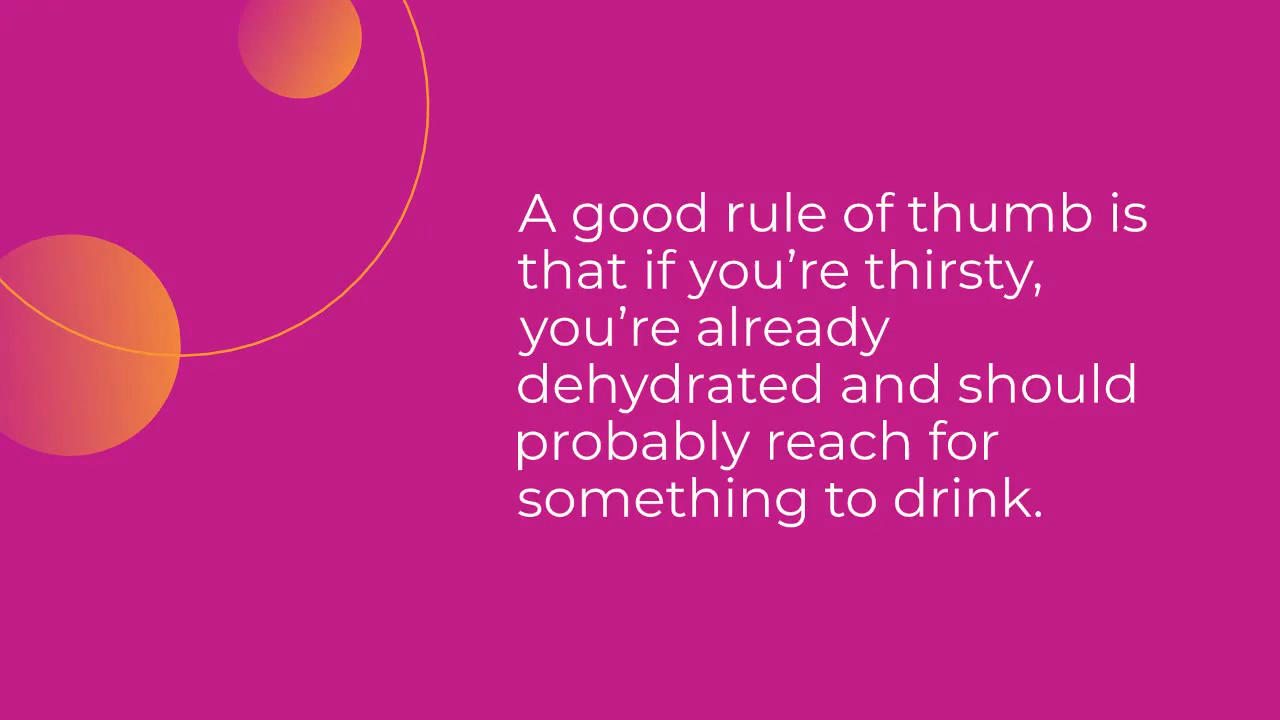 A good rule of thumb is
that if you’re thirsty,
you’re already
dehydrated and should
probably reach for
something to drink.